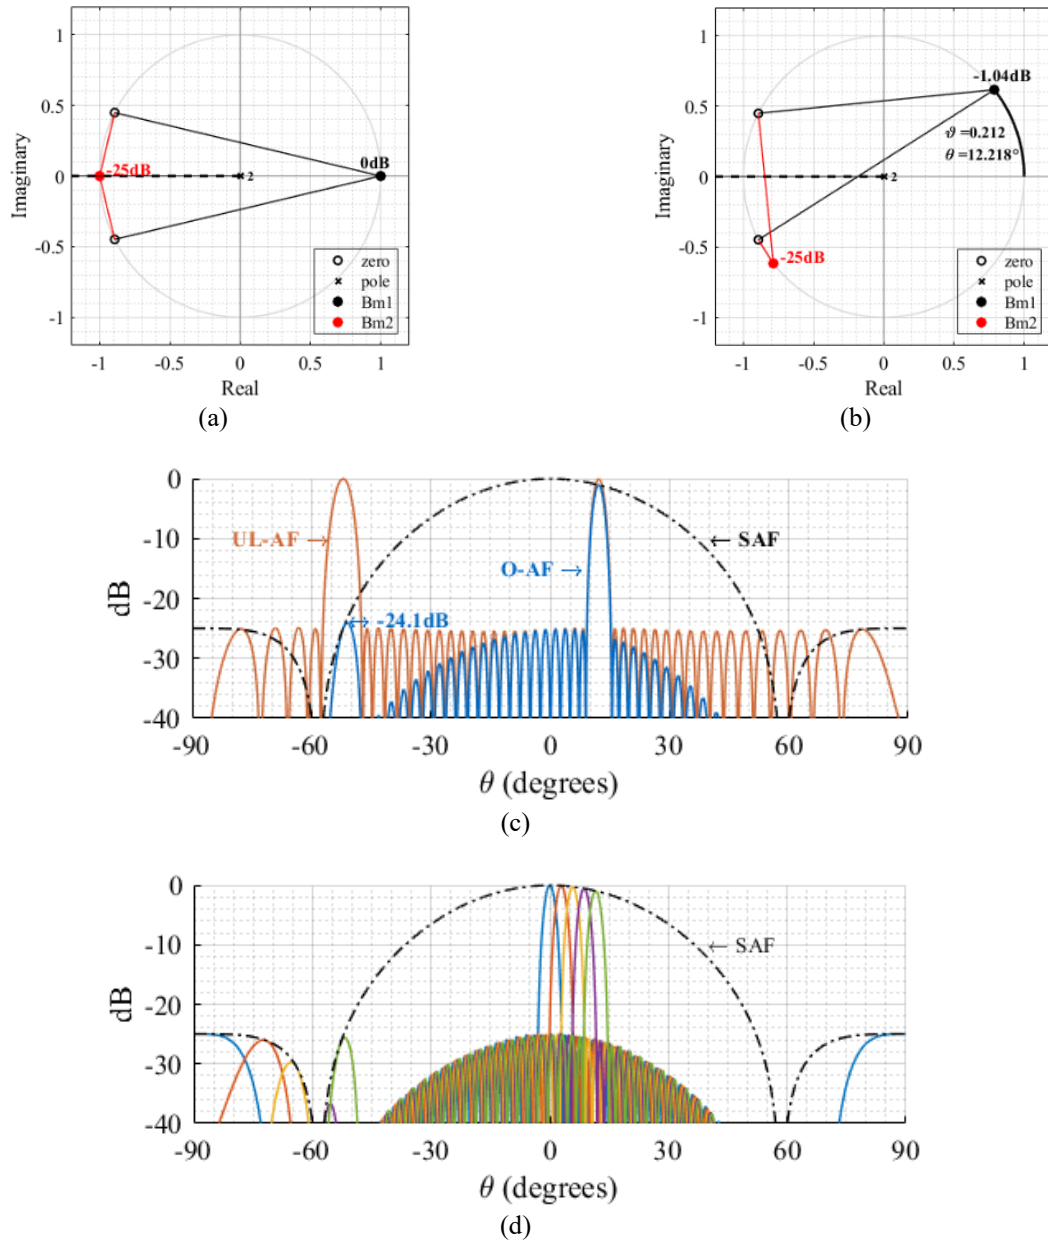 1
0.5
0
-0.5
-1
Imaginary
-25dB
0dB
2
zero
pole
Bm1
Bm2
-1 -0.5 0 0.5 1
Real
(a)
1
0.5
0
-0.5
-1
Imaginary
-1.04dB
ϑ =0.212
θ =12.218°
2
-25dB
zero
pole
Bm1
Bm2
-1 -0.5 0 0.5 1
Real
(b)
0
-10
-20
-30
-40
dB
UL-AF→
O-AF→
←SAF
-24.1dB
-90 -60 -30 0 30 60 90
θ (degrees)
(c)
0
-10
-20
-30
-40
dB
← SAF
-90 -60 -30 0 30 60 90
θ (degrees)
(d)